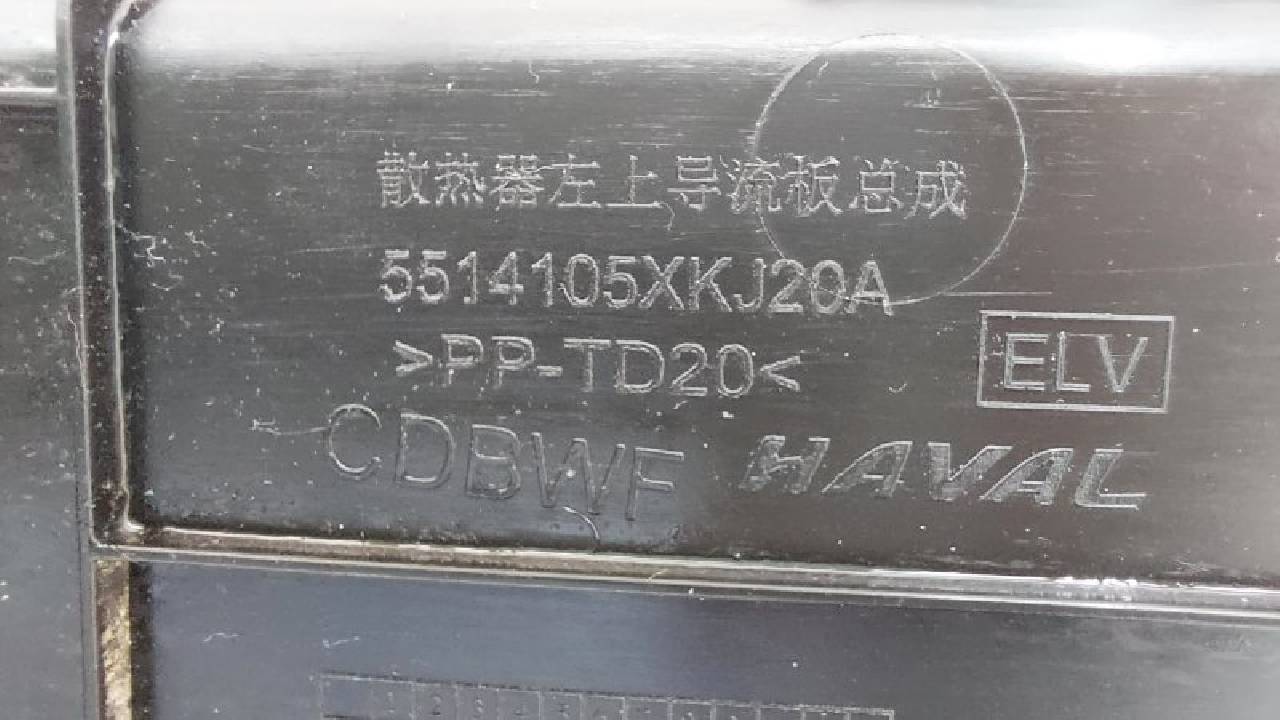 散热器左上导流板总成
5514105XKJ20A
>PP-TD20<
ELV
CDBWF HAVAL